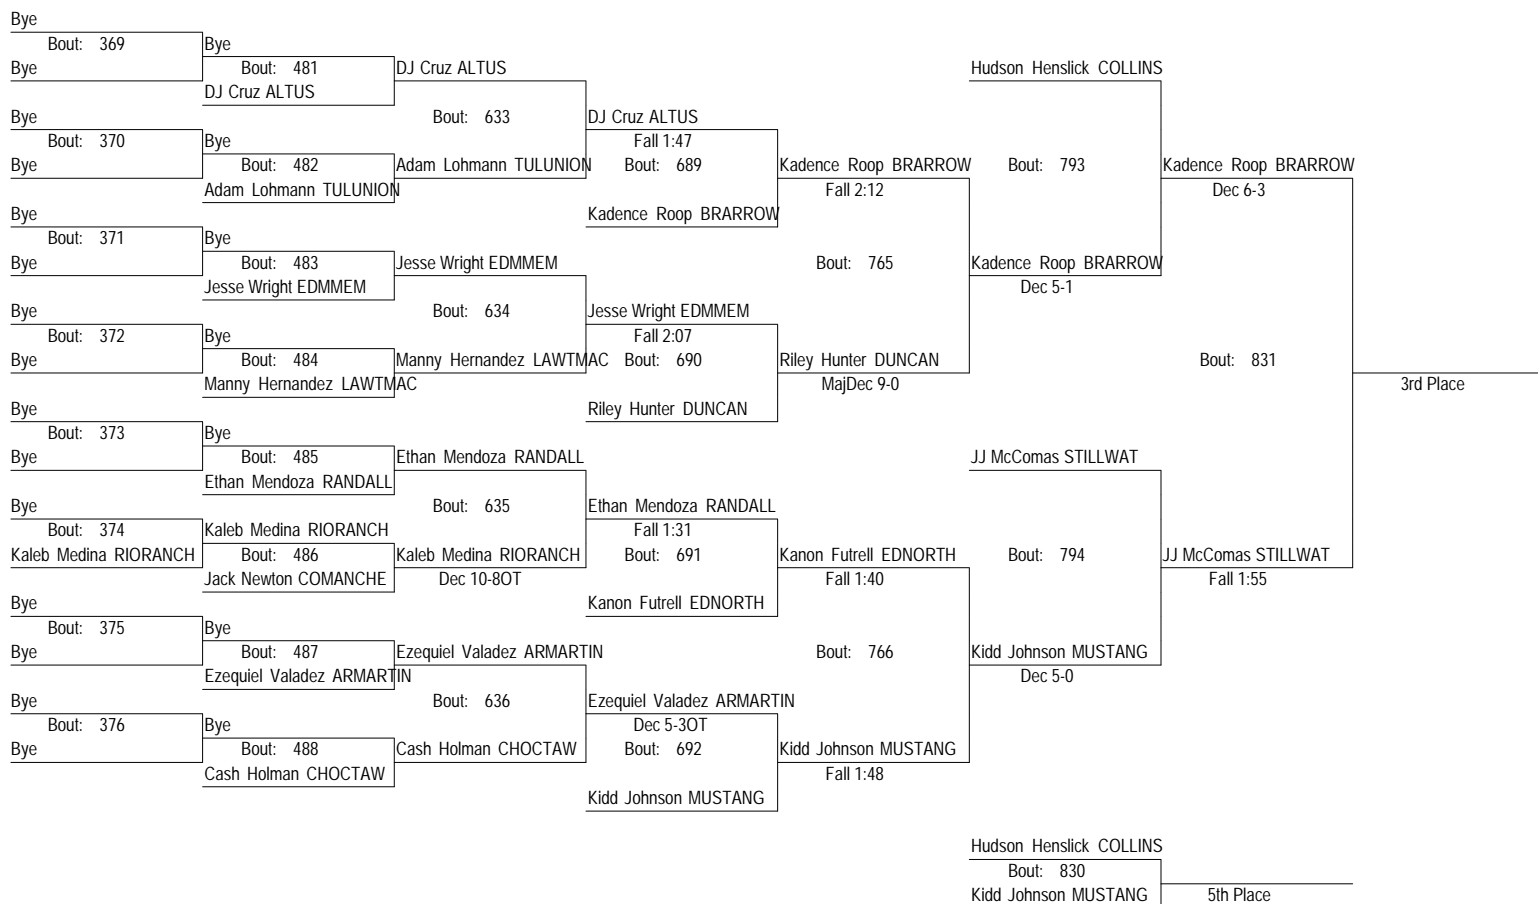 Bye
Bout: 369
Bye
Bye
Bout: 481
DJ Cruz ALTUS
DJ Cruz ALTUS
Hudson Henslick COLLINS
Bye
Bout: 370
Bye
Bye
Bout: 482
Adam Lohmann TULUNION
Bout: 633
Adam Lohmann TULUNION
DJ Cruz ALTUS
Fall 1:47
Bout: 689
Kadence Roop BRARROW
Kadence Roop BRARROW
Fall 2:12
Bout: 793
Kadence Roop BRARROW
Dec 6-3
Bye
Bout: 371
Bye
Bye
Bout: 483
Jesse Wright EDMMEM
Jesse Wright EDMMEM
Bout: 765
Kadence Roop BRARROW
Dec 5-1
Bye
Bout: 372
Bye
Bye
Bout: 484
Manny Hernandez LAWTMAC
Bout: 634
Manny Hernandez LAWTMAC
Jesse Wright EDMMEM
Fall 2:07
Bout: 690
Riley Hunter DUNCAN
Riley Hunter DUNCAN
MajDec 9-0
Bout: 831
3rd Place
Bye
Bout: 373
Bye
Bye
Bout: 485
Ethan Mendoza RANDALL
Ethan Mendoza RANDALL
JJ McComas STILLWAT
Bye
Bout: 374
Kaleb Medina RIORANCH
Kaleb Medina RIORANCH
Bout: 486
Jack Newton COMANCHE
Bout: 635
Kaleb Medina RIORANCH
Dec 10-8OT
Ethan Mendoza RANDALL
Fall 1:31
Bout: 691
Kanon Futrell EDNORTH
Kanon Futrell EDNORTH
Fall 1:40
Bout: 794
JJ McComas STILLWAT
Fall 1:55
Bye
Bout: 375
Bye
Bye
Bout: 487
Ezequiel Valadez ARMARTIN
Ezequiel Valadez ARMARTIN
Bout: 766
Kidd Johnson MUSTANG
Dec 5-0
Bye
Bout: 376
Bye
Bye
Bout: 488
Cash Holman CHOCTAW
Bout: 636
Cash Holman CHOCTAW
Ezequiel Valadez ARMARTIN
Dec 5-3OT
Bout: 692
Kidd Johnson MUSTANG
Kidd Johnson MUSTANG
Fall 1:48
Hudson Henslick COLLINS
Bout: 830
Kidd Johnson MUSTANG
5th Place